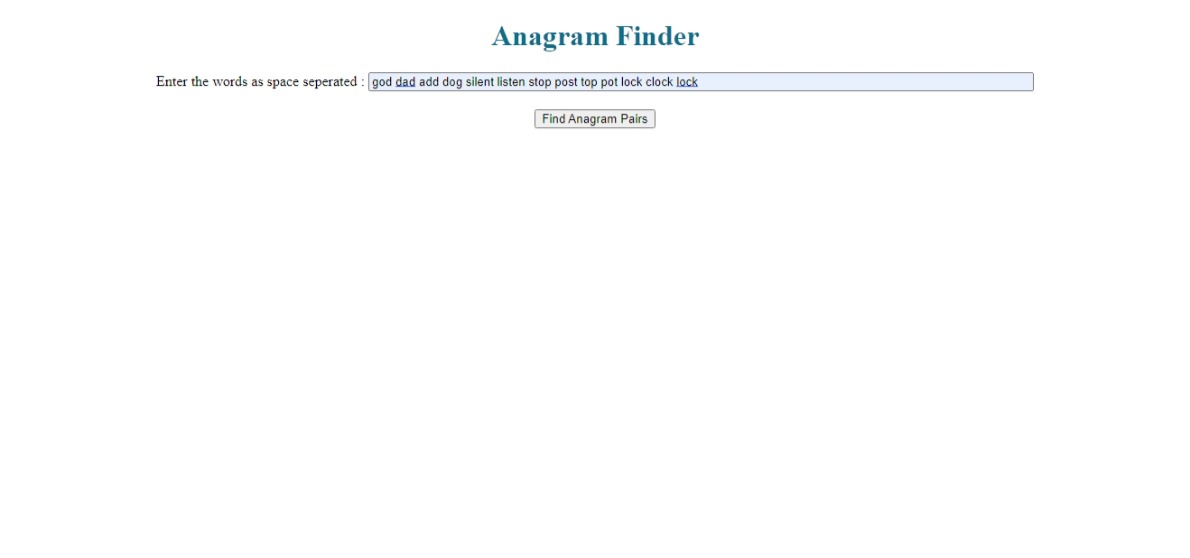 Anagram Finder
Enter the words as space seperated : god dad add dog silent listen stop post top pot lock clock lock
Find Anagram Pairs